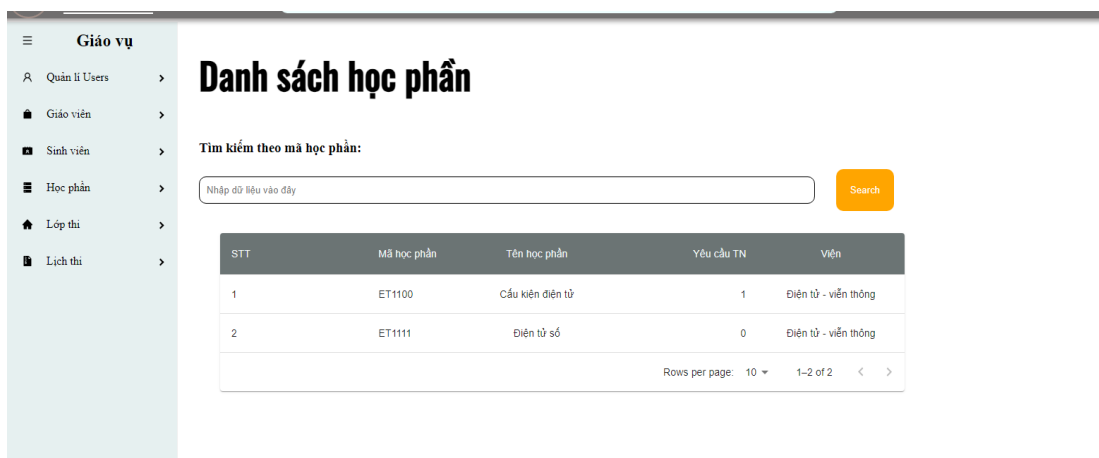 Giáo vụ
Quản lí Users
Giáo viên
Sinh viên
Học phần
Lớp thi
Lịch thi
Danh sách học phần
Tìm kiếm theo mã học phần:
Nhập dữ liệu vào đây
Search
STT Mã học phần Tên học phần Yêu cầu TN Viện
1 ET1100 Cấu kiện điện tử 1 Điện tử - viễn thông
2 ET1111 Điện tử số 0 Điện tử - viễn thông
Rows per page: 10 1–2 of 2